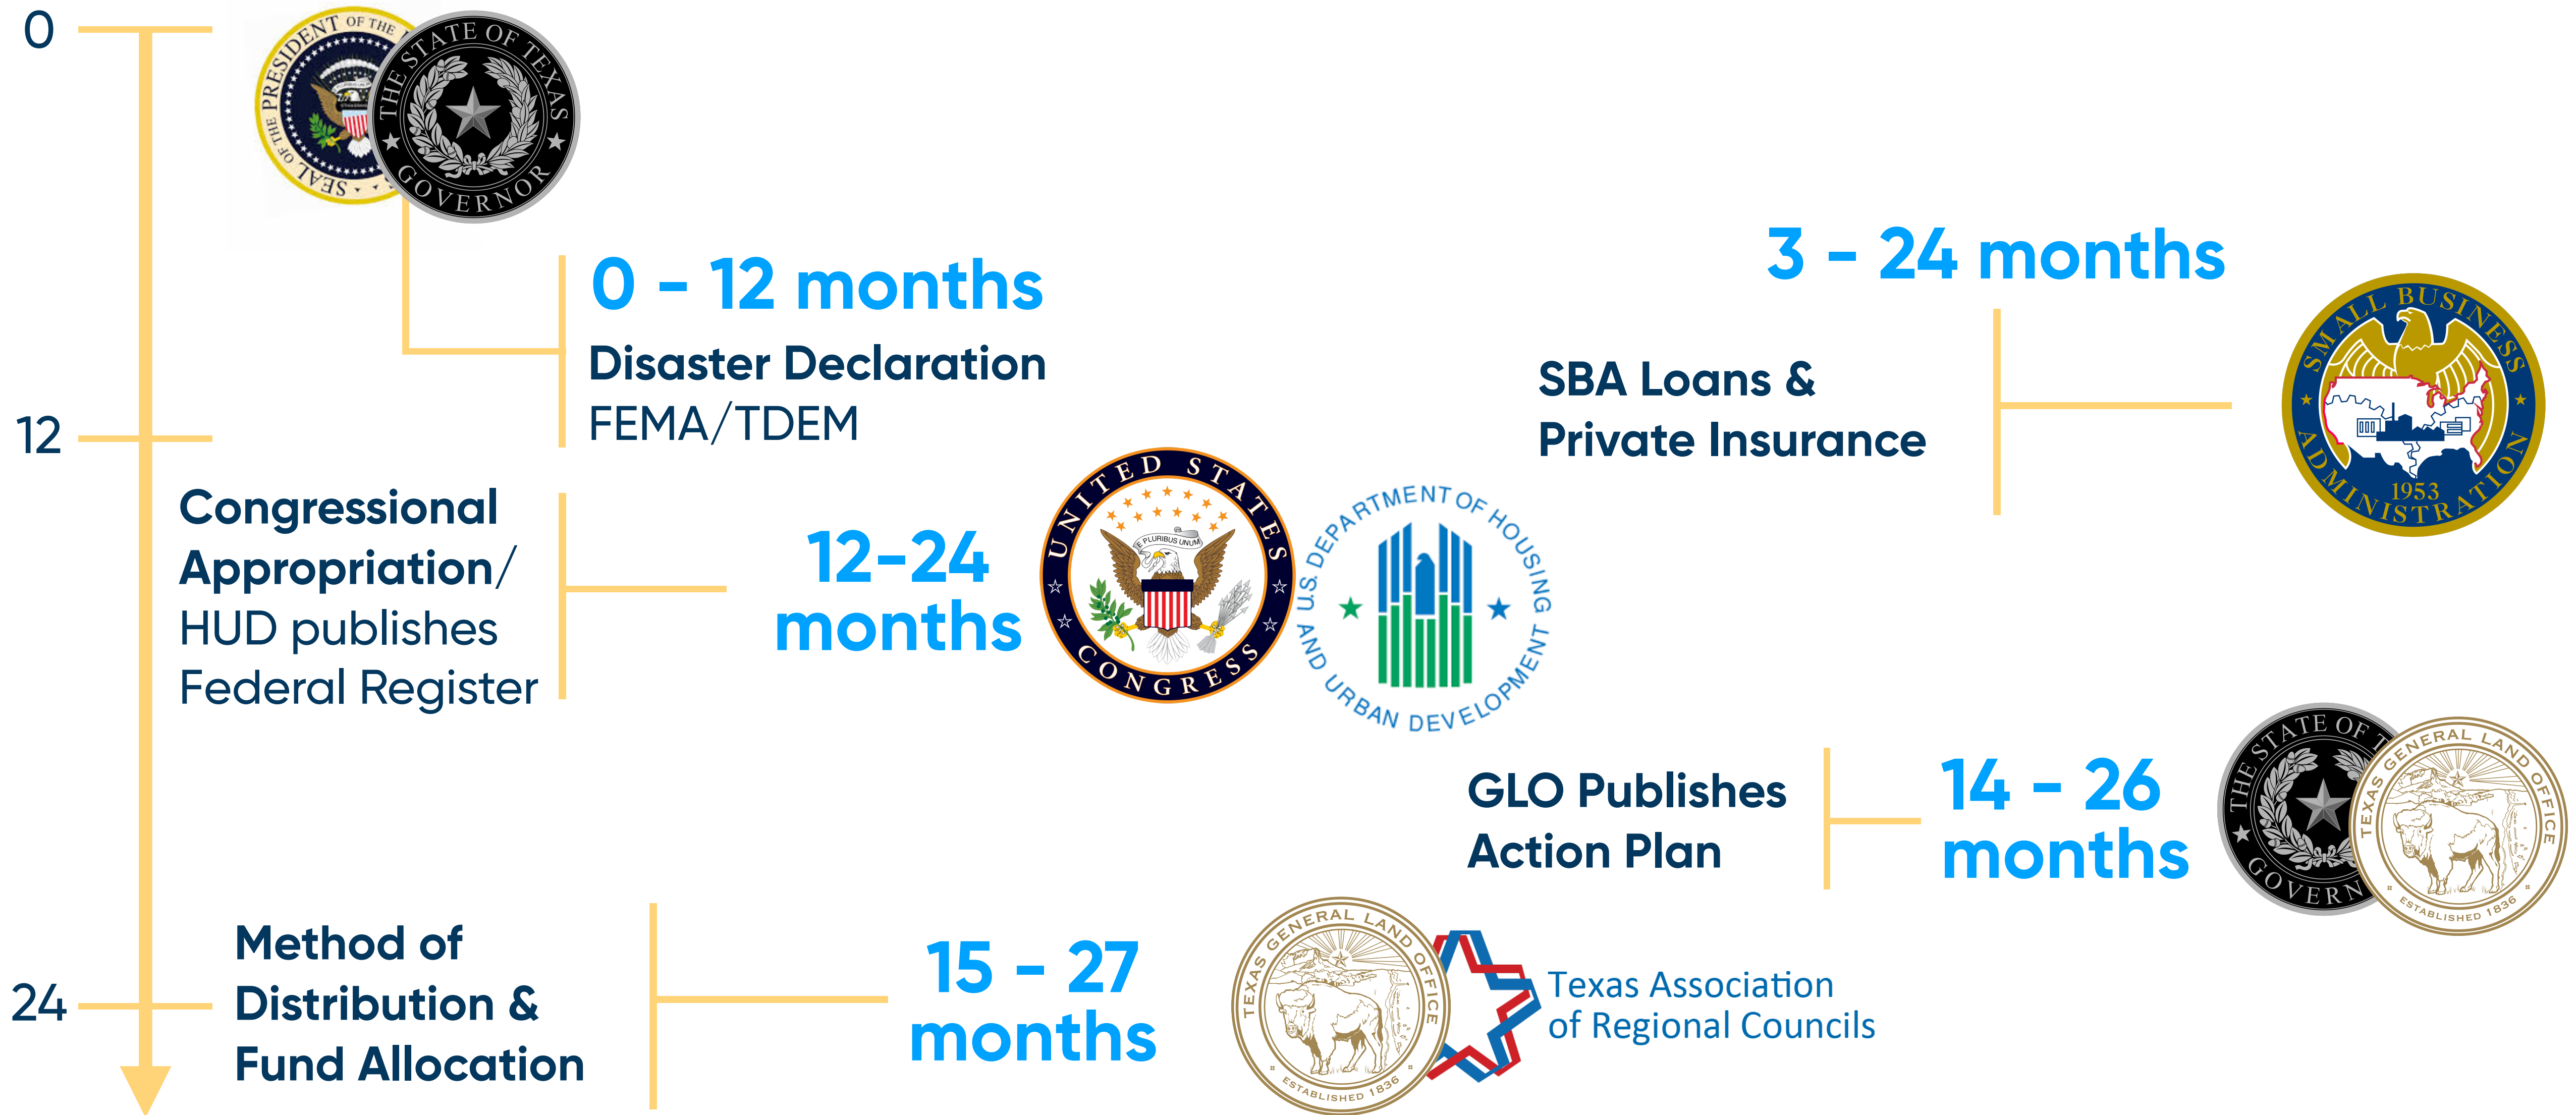 0
SEAL OF THE PRESIDENT OF THE
THE STATE OF TEXAS
GOVERNOR
0 - 12 months
Disaster Declaration
FEMA/TDEM
3 - 24 months
SBA Loans &
Private Insurance
SMALL BUSINESS
ADMINISTRATION
1953
12
Congressional
Appropriation/
HUD publishes
Federal Register
12-24
months
UNITED STATES
CONGRESS
E PLURIBUS UNUM
U.S. DEPARTMENT OF HOUSING
AND URBAN DEVELOPMENT
GLO Publishes
Action Plan
14 - 26
months
THE STATE OF
GOVERN
TEXAS GENERAL LAND OFFICE
ESTABLISHED 1836
24
Method of
Distribution &
Fund Allocation
15 - 27
months
TEXAS GENERAL LAND OFFICE
ESTABLISHED 1836
Texas Association
of Regional Councils